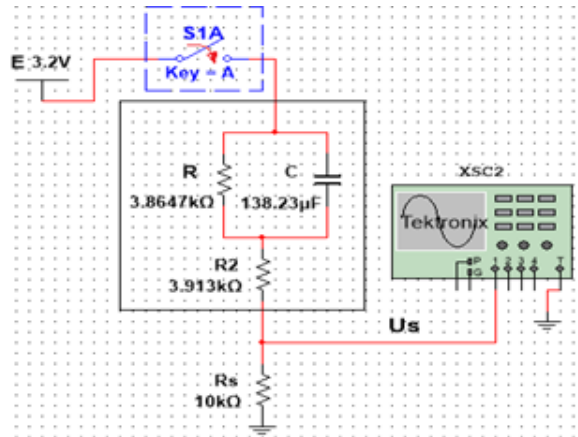 S1A
E 3.2V
Key = A
XSC2
R
C
3.8647kΩ
138.23µF
Tektronix
P
G
1 2 3 4 T
R2
3.913kΩ
Us
Rs
10kΩ